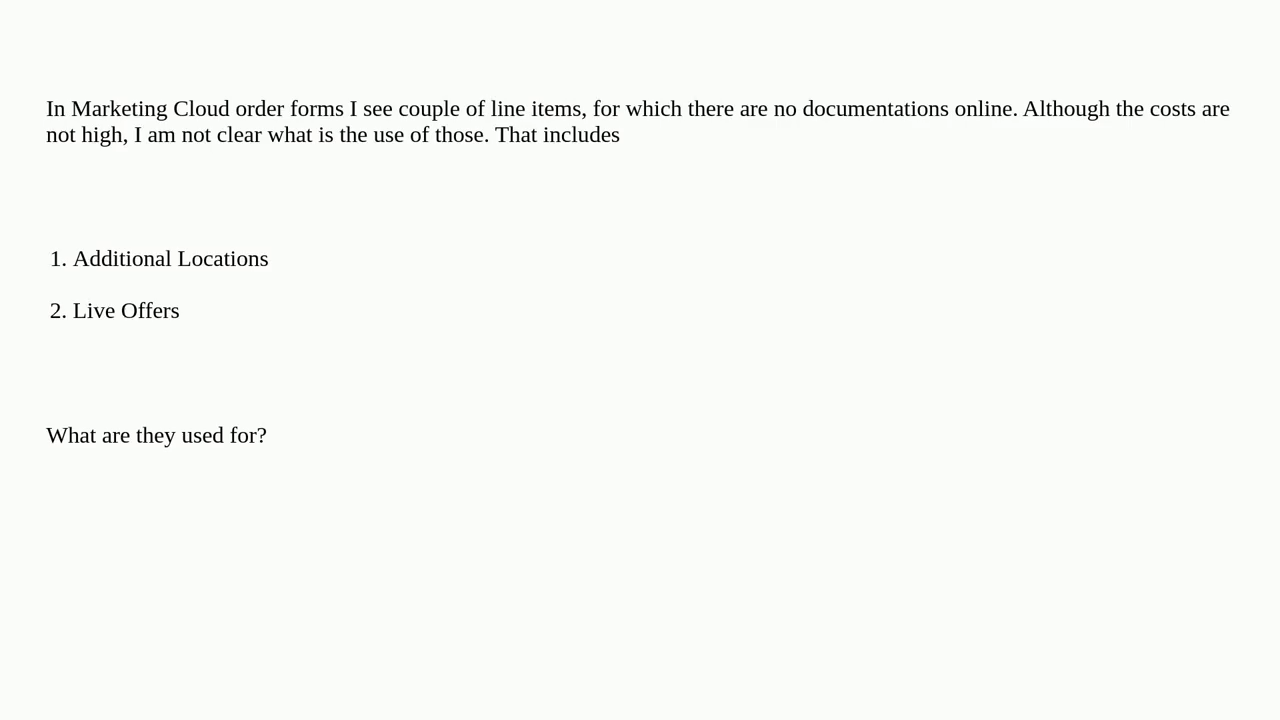 In Marketing Cloud order forms I see couple of line items, for which there are no documentations online. Although the costs are
not high, I am not clear what is the use of those. That includes
1. Additional Locations
2. Live Offers
What are they used for?